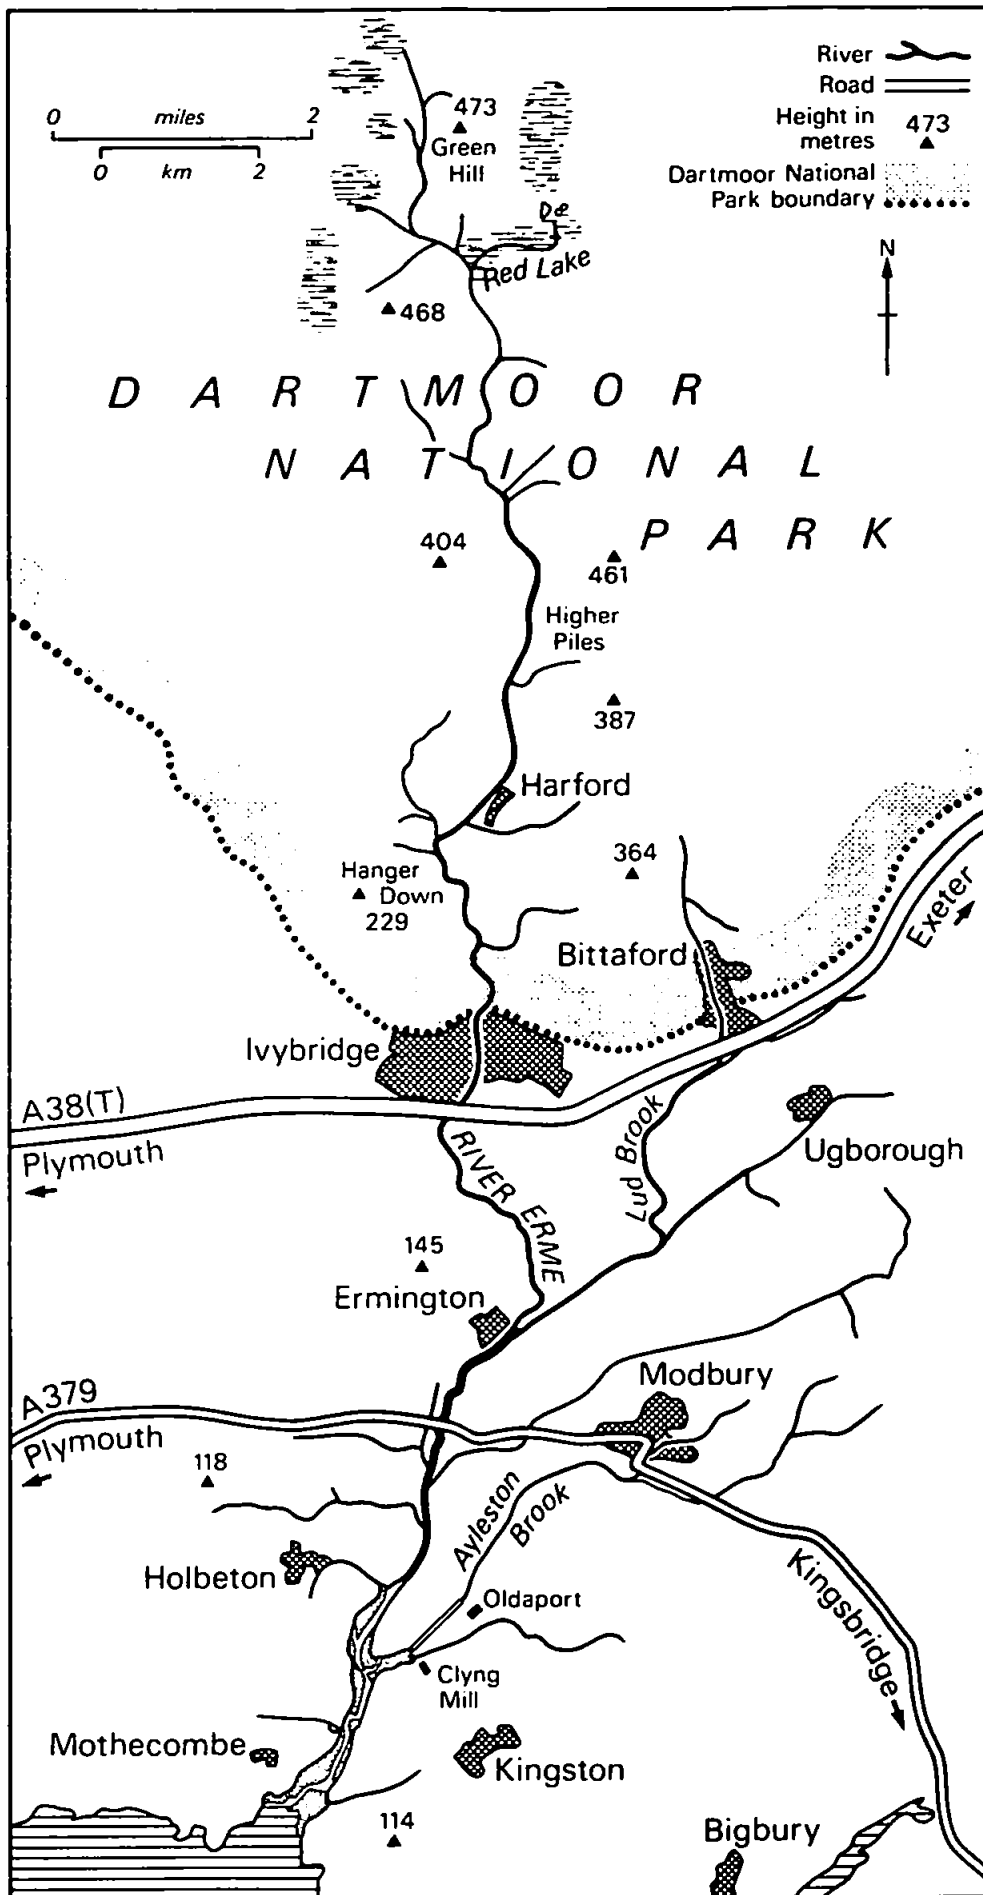 River
Road
Height in
metres
473
Dartmoor National
Park boundary
0 miles 2
0 km 2
N
473
Green
Hill
Red Lake
468
DARTMOOR
NATIONAL
PARK
404
461
Higher
Piles
387
Harford
364
Hanger
Down
229
Exeter
Bittaford
Ivybridge
A38(T)
Plymouth
RIVER ERME
Lud Brook
Ugborough
145
Ermington
Modbury
A379
Plymouth
118
Ayleston
Brook
Holbeton
Oldaport
Kingsbridge
Clyng
Mill
Mothecombe
Kingston
114
Bigbury